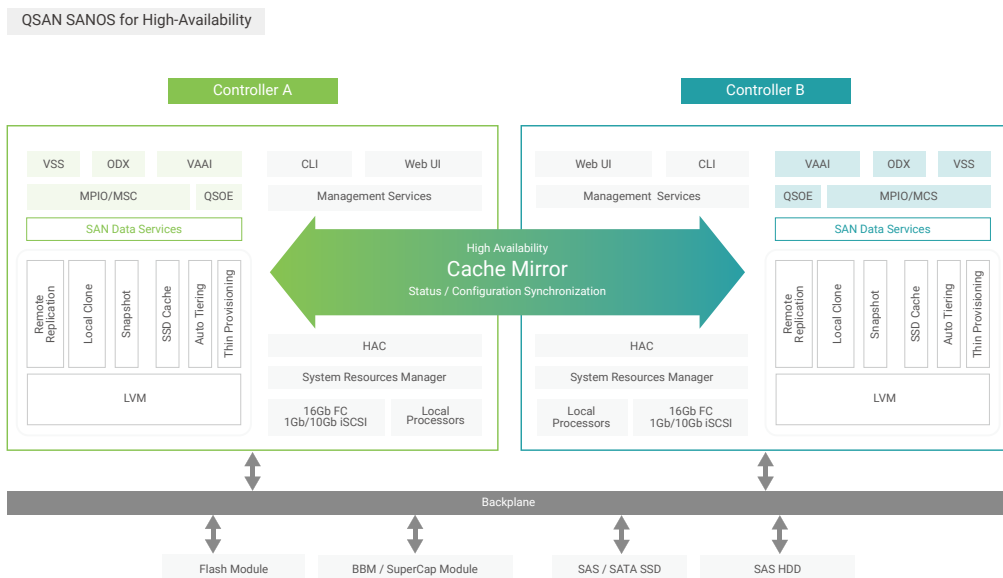 QSAN SANOS for High-Availability
Controller A
Controller B
VSS
ODX
VAAI
CLI
Web UI
MPIO/MSC
QSOE
Management Services
SAN Data Services
Web UI
CLI
VAAI
ODX
VSS
Management Services
QSOE
MPIO/MCS
SAN Data Services
High Availability
Cache Mirror
Status / Configuration Synchronization
Remote
Replication
Local Clone
Snapshot
SSD Cache
Auto Tiering
Thin Provisioning
LVM
HAC
System Resources Manager
16Gb FC
1Gb/10Gb iSCSI
Local
Processors
HAC
System Resources Manager
Local
Processors
16Gb FC
1Gb/10Gb iSCSI
Remote
Replication
Local Clone
Snapshot
SSD Cache
Auto Tiering
Thin Provisioning
LVM
Backplane
Flash Module
BBM / SuperCap Module
SAS / SATA SSD
SAS HDD